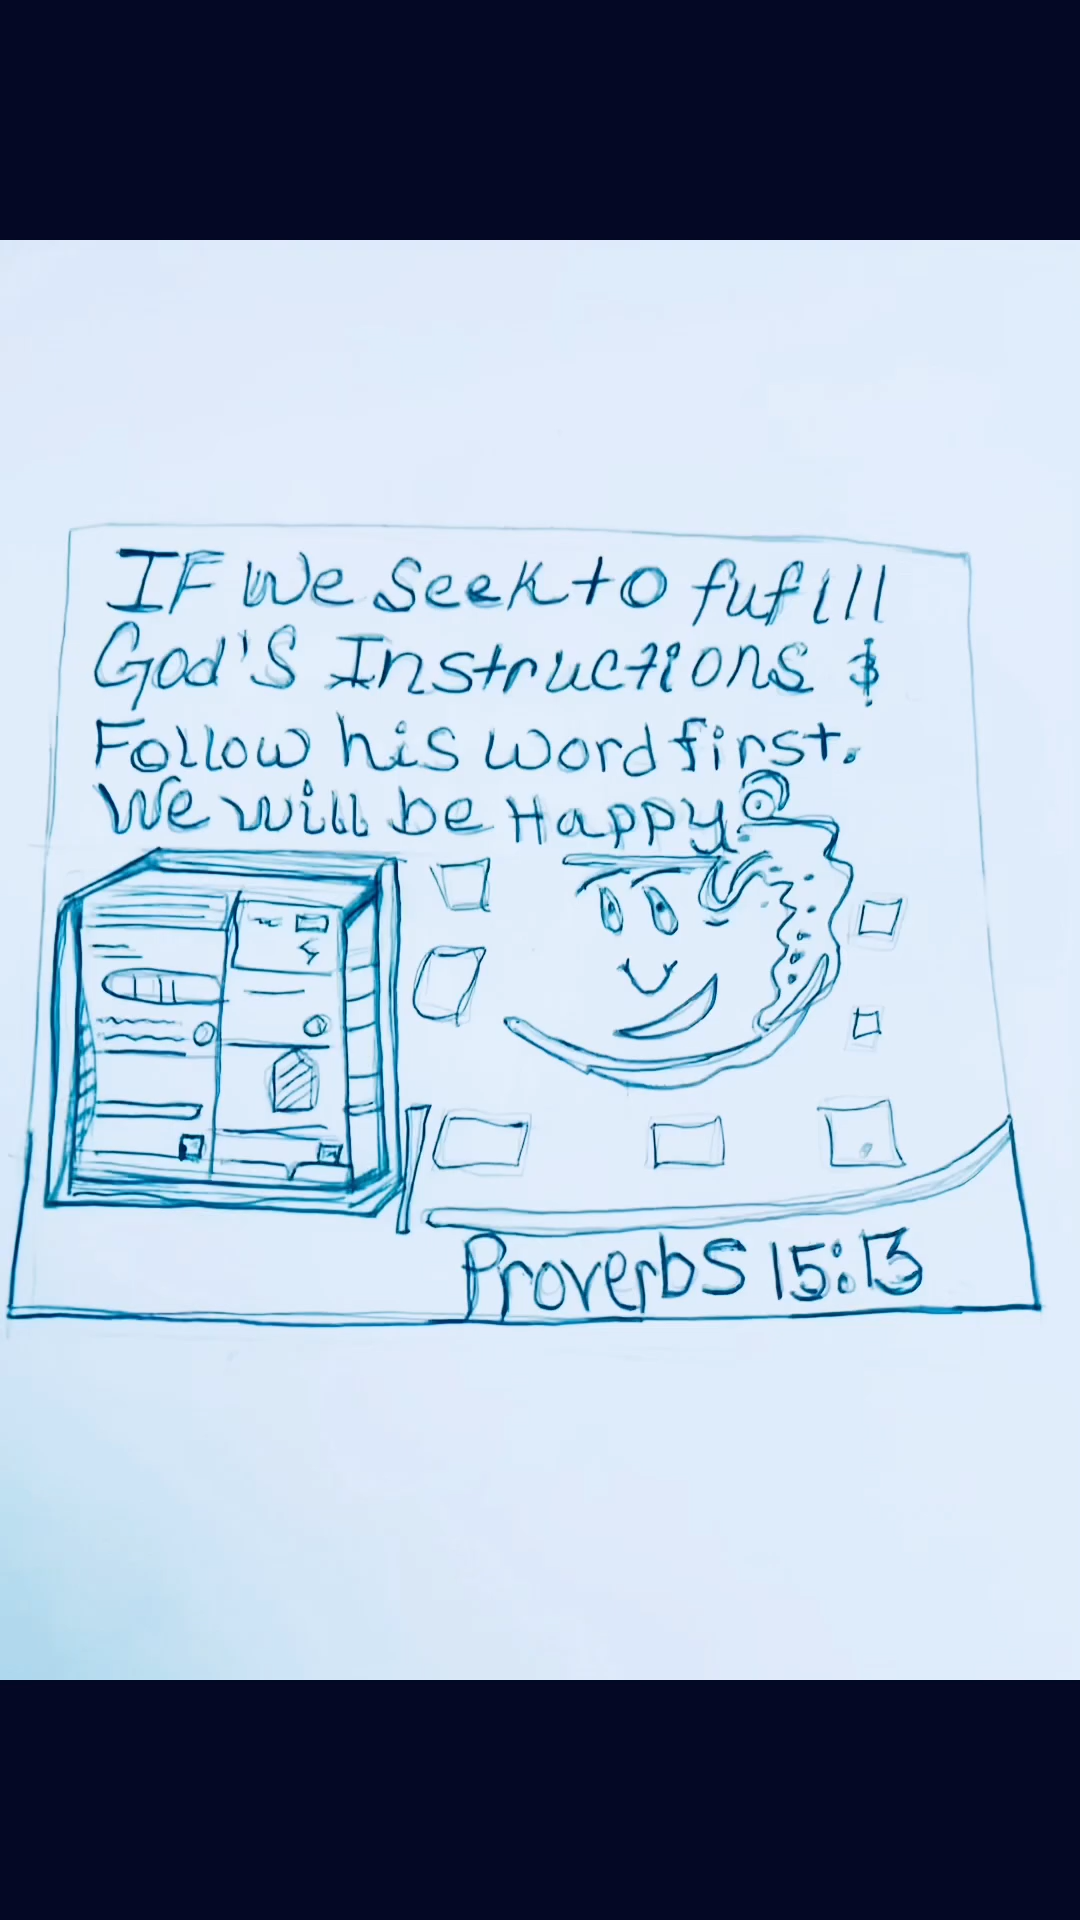 IF We Seek to fufill
God's Instructions &
Follow his word first.
We will be Happy
Proverbs 15:13